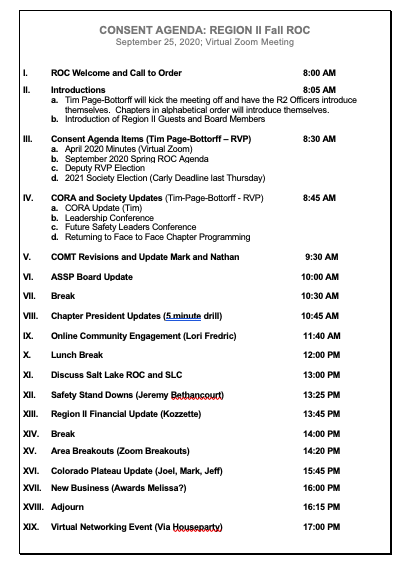 CONSENT AGENDA: REGION II Fall ROC
September 25, 2020; Virtual Zoom Meeting
I. ROC Welcome and Call to Order 8:00 AM
II. Introductions 8:05 AM
a. Tim Page-Bottorff will kick the meeting off and have the R2 Officers introduce
themselves. Chapters in alphabetical order will introduce themselves.
b. Introduction of Region II Guests and Board Members
III. Consent Agenda Items (Tim Page-Bottorff – RVP) 8:30 AM
a. April 2020 Minutes (Virtual Zoom)
b. September 2020 Spring ROC Agenda
c. Deputy RVP Election
d. 2021 Society Election (Carly Deadline last Thursday)
IV. CORA and Society Updates (Tim-Page-Bottorff - RVP) 8:45 AM
a. CORA Update (Tim)
b. Leadership Conference
c. Future Safety Leaders Conference
d. Returning to Face to Face Chapter Programming
V. COMT Revisions and Update Mark and Nathan 9:30 AM
VI. ASSP Board Update 10:00 AM
VII. Break 10:30 AM
VIII. Chapter President Updates (5 minute drill) 10:45 AM
IX. Online Community Engagement (Lori Fredric) 11:40 AM
X. Lunch Break 12:00 PM
XI. Discuss Salt Lake ROC and SLC 13:00 PM
XII. Safety Stand Downs (Jeremy Bethancourt) 13:25 PM
XIII. Region II Financial Update (Kozzette) 13:45 PM
XIV. Break 14:00 PM
XV. Area Breakouts (Zoom Breakouts) 14:20 PM
XVI. Colorado Plateau Update (Joel, Mark, Jeff) 15:45 PM
XVII. New Business (Awards Melissa?) 16:00 PM
XVIII. Adjourn 16:15 PM
XIX. Virtual Networking Event (Via Houseparty) 17:00 PM